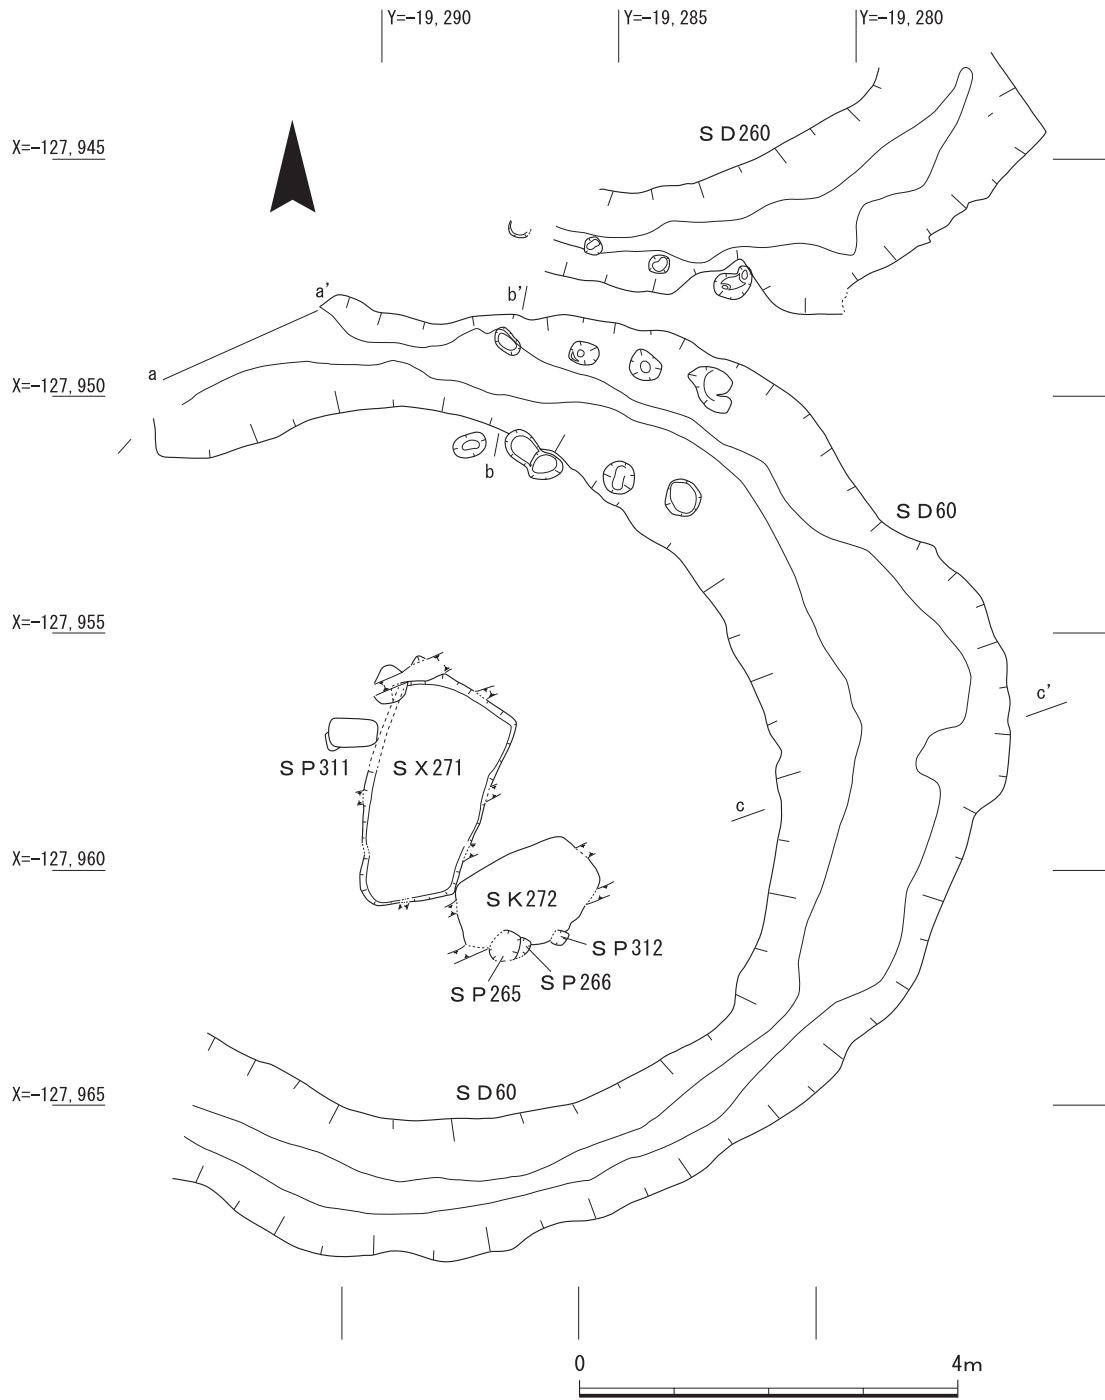 Y=-19,290
Y=-19,285
Y=-19,280
X=-127,945
ＳＤ260
a'
b'
a
X=-127,950
b
ＳＤ60
X=-127,955
c'
ＳＰ311
ＳＸ271
c
X=-127,960
ＳＫ272
ＳＰ312
ＳＰ266
ＳＰ265
X=-127,965
ＳＤ60
0
4m